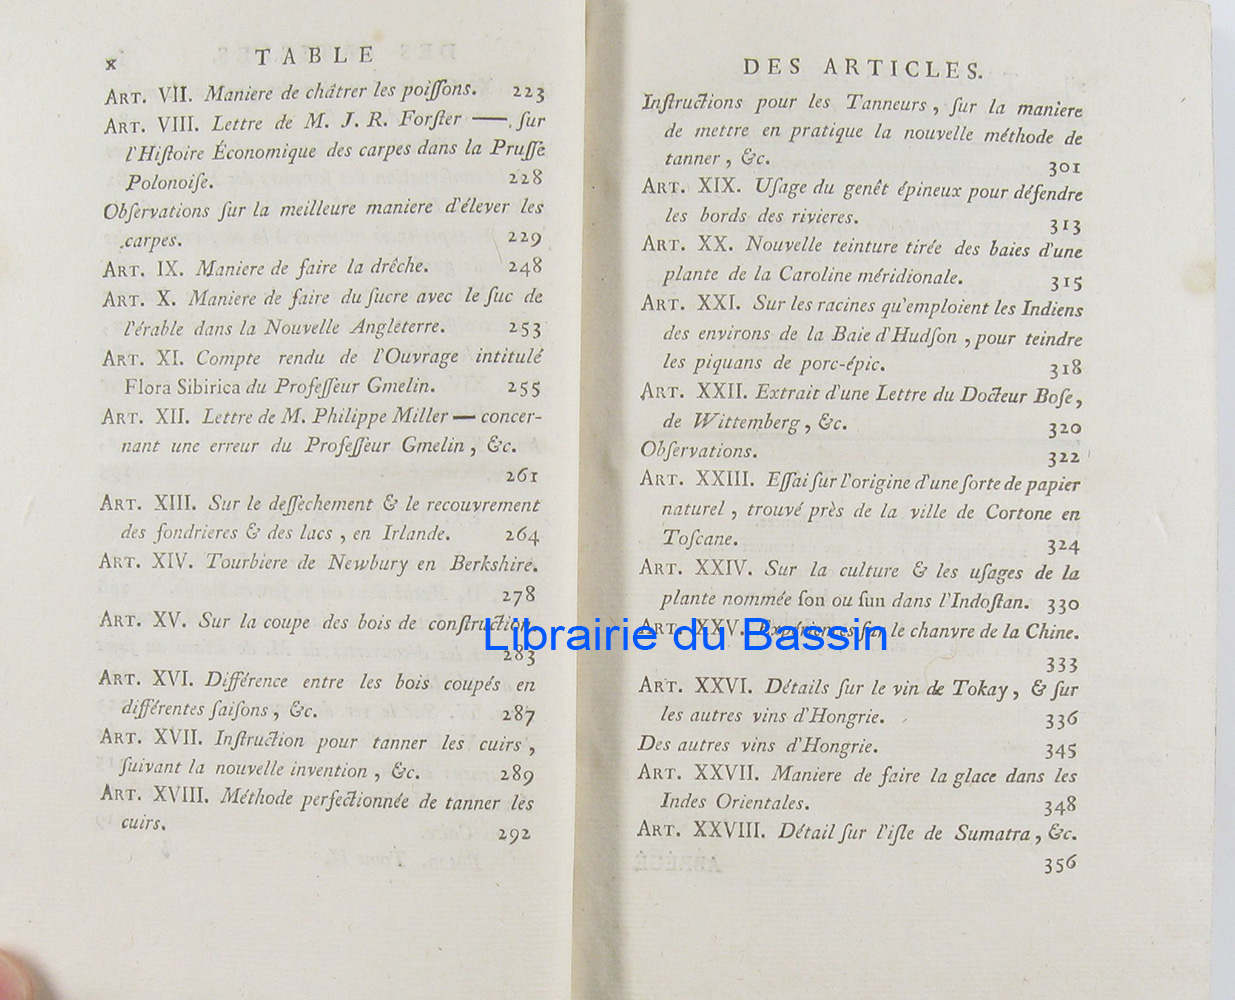 x TABLE
ART. VII. Maniere de châtrer les poiſſons. 223
ART. VIII. Lettre de M. J. R. Forſter —, ſur
l'Hiſtoire Économique des carpes dans la Pruſſe
Polonoiſe. 228
Obſervations ſur la meilleure maniere d'élever les
carpes. 229
ART. IX. Maniere de faire la drêche. 248
ART. X. Maniere de faire du ſucre avec le ſuc de
l'érable dans la Nouvelle Angleterre. 253
ART. XI. Compte rendu de l'Ouvrage intitulé
Flora Sibirica du Profeſſeur Gmelin. 255
ART. XII. Lettre de M. Philippe Miller — concer-
nant une erreur du Profeſſeur Gmelin, &c.
261
ART. XIII. Sur le deſſechement & le recouvrement
des fondrieres & des lacs, en Irlande. 264
ART. XIV. Tourbiere de Newbury en Berkshire.
278
ART. XV. Sur la coupe des bois de conſtruction.
283
ART. XVI. Différence entre les bois coupés en
différentes ſaiſons, &c. 287
ART. XVII. Inſtruction pour tanner les cuirs,
ſuivant la nouvelle invention, &c. 289
ART. XVIII. Méthode perfectionnée de tanner les
cuirs. 292
DES ARTICLES.
Inſtructions pour les Tanneurs, ſur la maniere
de mettre en pratique la nouvelle méthode de
tanner, &c. 301
ART. XIX. Uſage du genêt épineux pour défendre
les bords des rivieres. 313
ART. XX. Nouvelle teinture tirée des baies d'une
plante de la Caroline méridionale. 315
ART. XXI. Sur les racines qu'emploient les Indiens
des environs de la Baie d'Hudſon, pour teindre
les piquans de porc-épic. 318
ART. XXII. Extrait d'une Lettre du Docteur Boſe,
de Wittemberg, &c. 320
Obſervations. 322
ART. XXIII. Eſſai ſur l'origine d'une ſorte de papier
naturel, trouvé près de la ville de Cortone en
Toſcane. 324
ART. XXIV. Sur la culture & les uſages de la
plante nommée ſon ou ſun dans l'Indoſtan. 330
ART. XXV. Expériences ſur le chanvre de la Chine.
333
ART. XXVI. Détails ſur le vin de Tokay, & ſur
les autres vins d'Hongrie. 336
Des autres vins d'Hongrie. 345
ART. XXVII. Maniere de faire la glace dans les
Indes Orientales. 348
ART. XXVIII. Détail ſur l'iſle de Sumatra, &c.
356
Librairie du Bassin